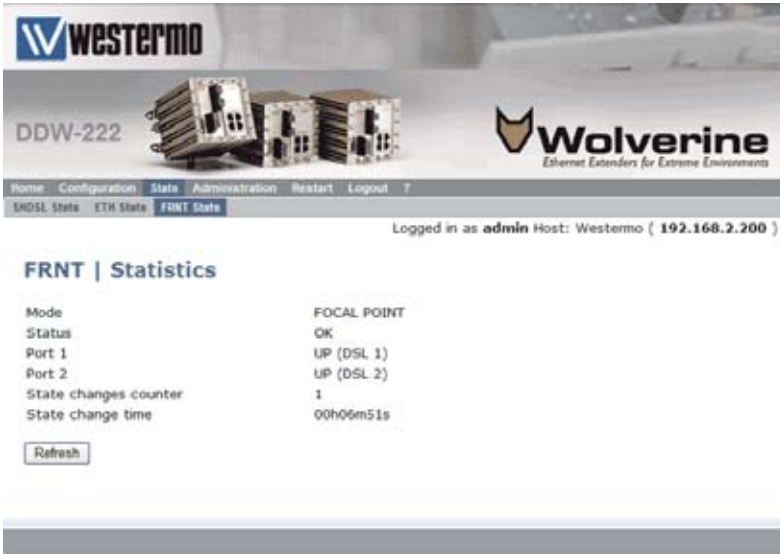 westermo
DDW-222
Wolverine
Ethernet Extenders for Extreme Environments
Home Configuration Stats Administration Restart Logout ?
SHDSL Stats ETH Stats FRNT Stats
Logged in as admin Host: Westermo ( 192.168.2.200 )
FRNT | Statistics
Mode FOCAL POINT
Status OK
Port 1 UP (DSL 1)
Port 2 UP (DSL 2)
State changes counter 1
State change time 00h06m51s
Refresh